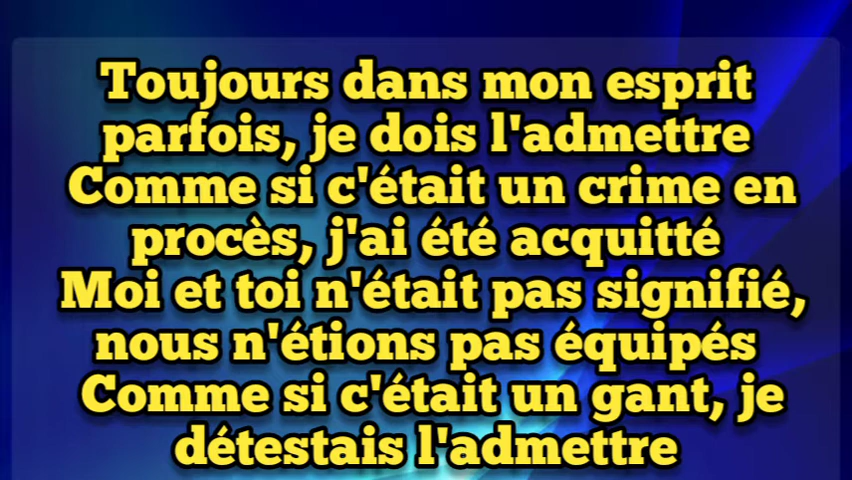 Toujours dans mon esprit
parfois, je dois l'admettre
Comme si c'était un crime en
procès, j'ai été acquitté
Moi et toi n'était pas signifié,
nous n'étions pas équipés
Comme si c'était un gant, je
détestais l'admettre